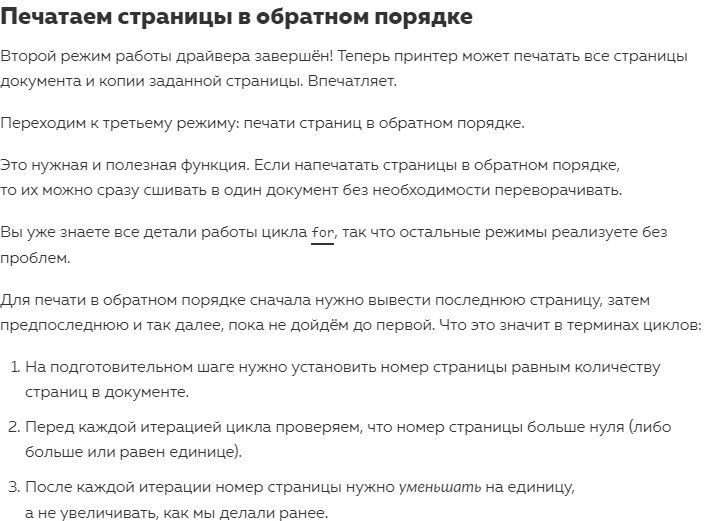 Печатаем страницы в обратном порядке
Второй режим работы драйвера завершён! Теперь принтер может печатать все страницы
документа и копии заданной страницы. Впечатляет.
Переходим к третьему режиму: печати страниц в обратном порядке.
Это нужная и полезная функция. Если напечатать страницы в обратном порядке,
то их можно сразу сшивать в один документ без необходимости переворачивать.
Вы уже знаете все детали работы цикла for, так что остальные режимы реализуете без
проблем.
Для печати в обратном порядке сначала нужно вывести последнюю страницу, затем
предпоследнюю и так далее, пока не дойдём до первой. Что это значит в терминах циклов:
1. На подготовительном шаге нужно установить номер страницы равным количеству
страниц в документе.
2. Перед каждой итерацией цикла проверяем, что номер страницы больше нуля (либо
больше или равен единице).
3. После каждой итерации номер страницы нужно уменьшать на единицу,
а не увеличивать, как мы делали ранее.